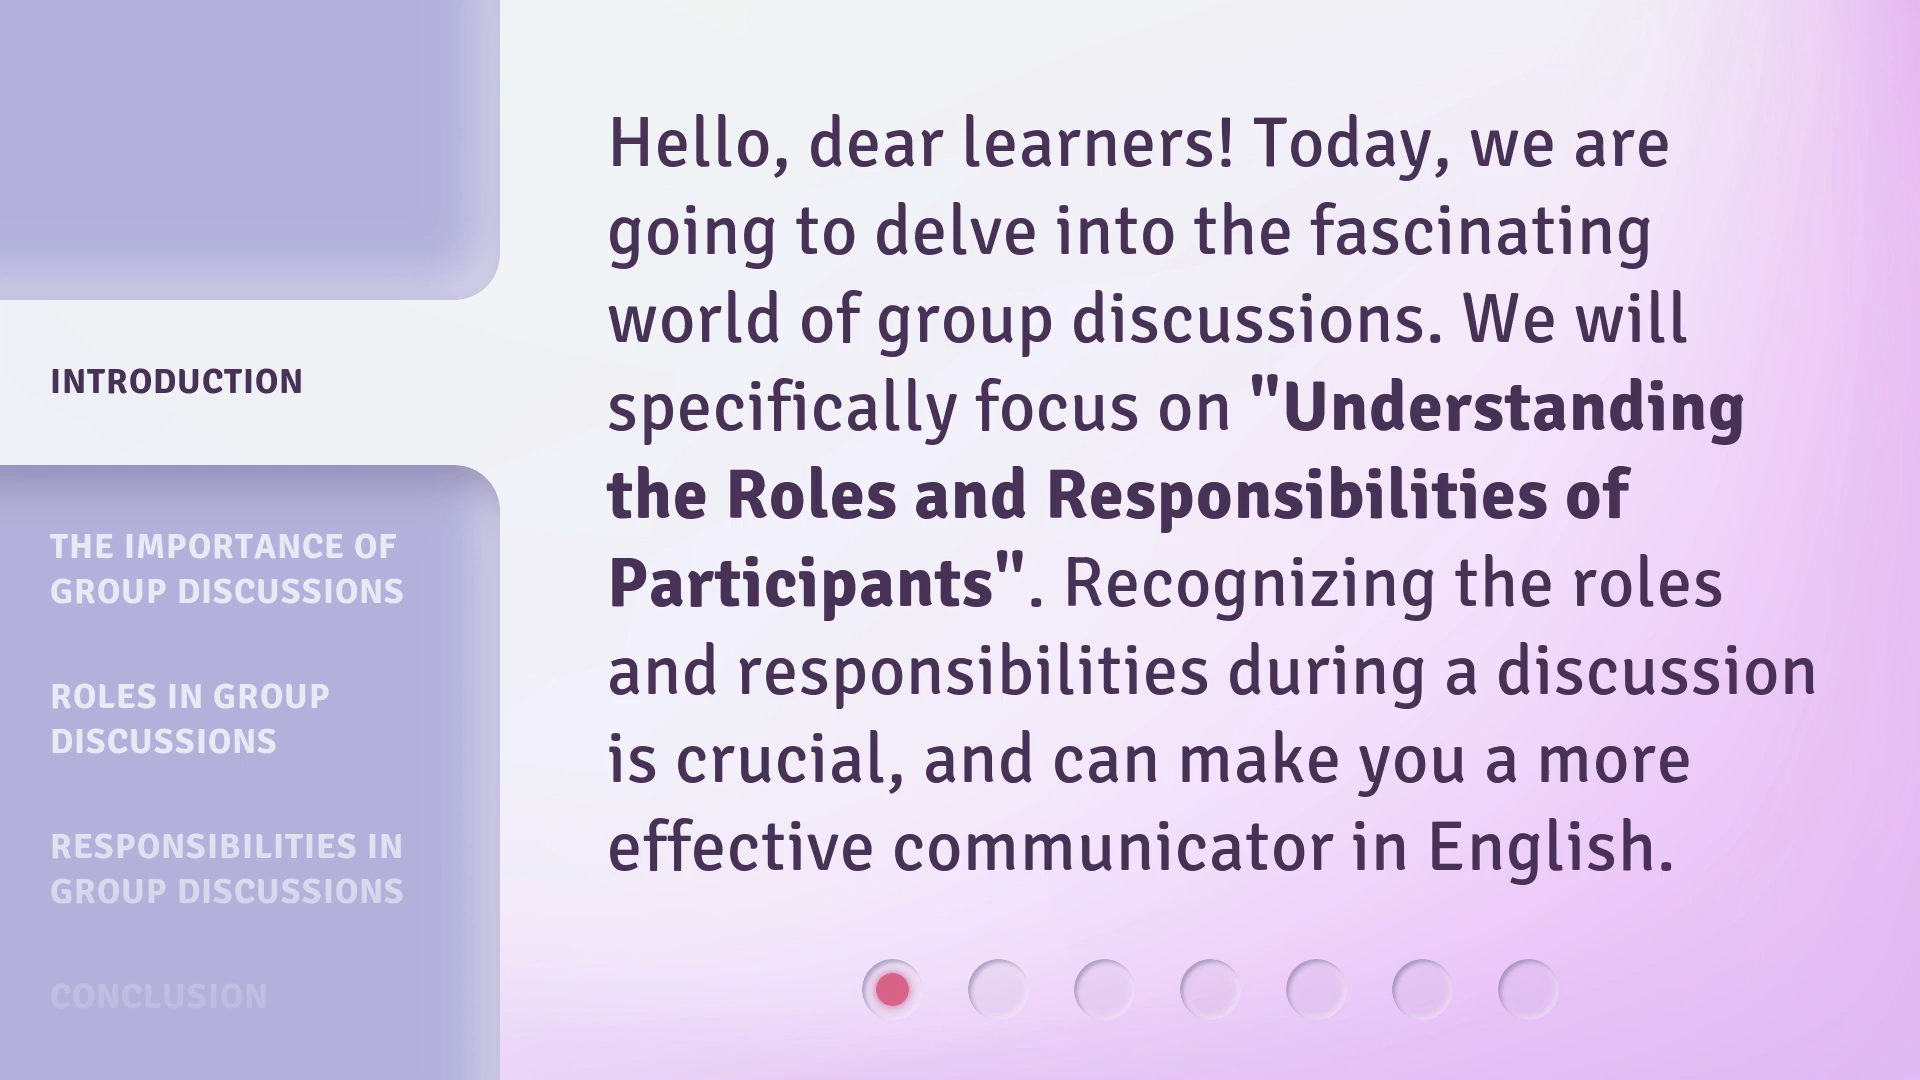 INTRODUCTION
THE IMPORTANCE OF
GROUP DISCUSSIONS
ROLES IN GROUP
DISCUSSIONS
RESPONSIBILITIES IN
GROUP DISCUSSIONS
CONCLUSION
Hello, dear learners! Today, we are
going to delve into the fascinating
world of group discussions. We will
specifically focus on "Understanding
the Roles and Responsibilities of
Participants". Recognizing the roles
and responsibilities during a discussion
is crucial, and can make you a more
effective communicator in English.